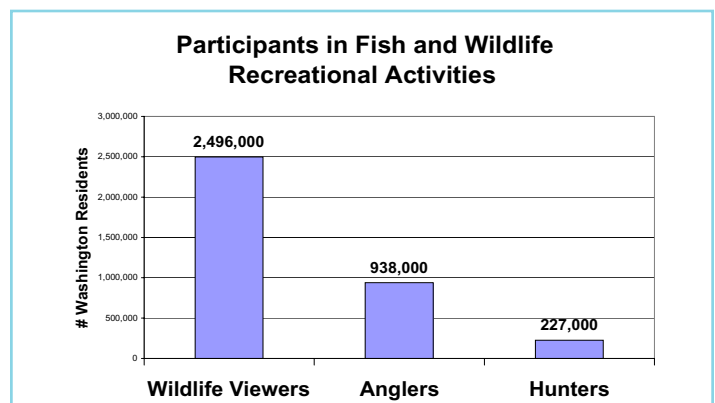 Participants in Fish and Wildlife
Recreational Activities
# Washington Residents
3,000,000
2,500,000
2,000,000
1,500,000
1,000,000
500,000
0
2,496,000
938,000
227,000
Wildlife Viewers
Anglers
Hunters